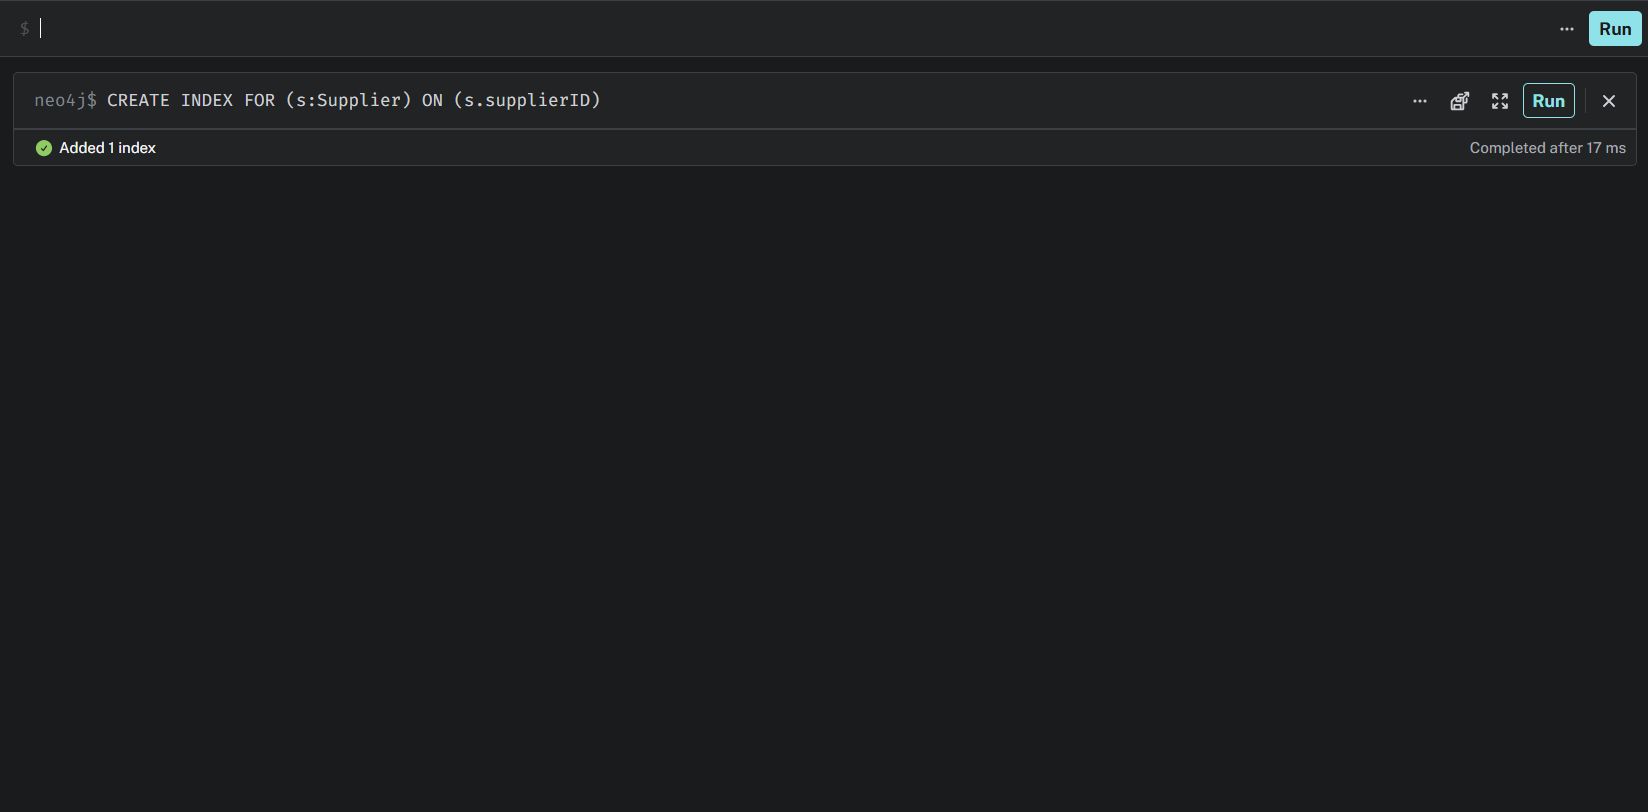 $
··· Run
neo4j$ CREATE INDEX FOR (s:Supplier) ON (s.supplierID)
Run
Added 1 index
Completed after 17 ms